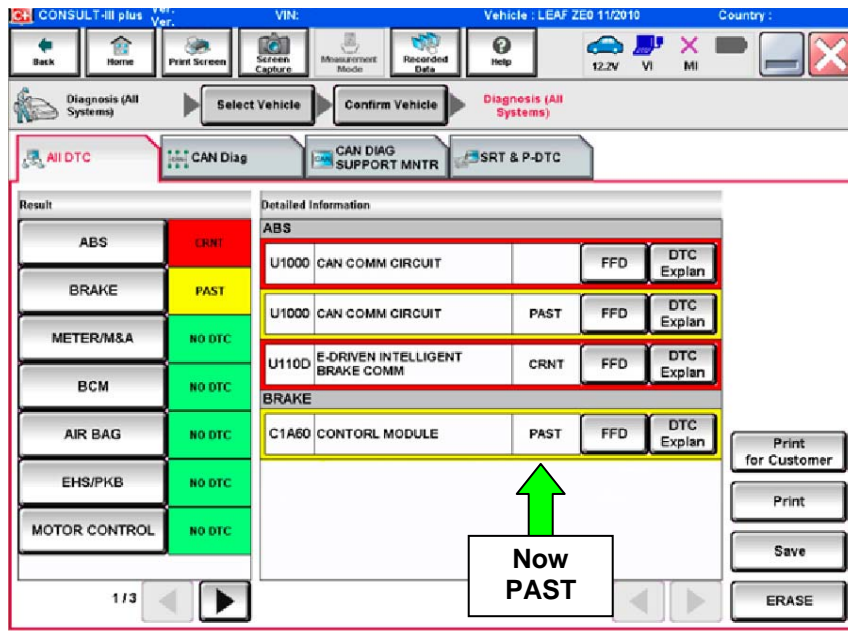 CONSULT-III plus Ver. Ver. VIN: Vehicle : LEAF ZE0 11/2010 Country :
Back Home Print Screen Screen Capture Measurement Mode Recorded Data Help 12.2V VI MI
Diagnosis (All Systems) Select Vehicle Confirm Vehicle Diagnosis (All Systems)
All DTC CAN Diag CAN DIAG SUPPORT MNTR SRT & P-DTC
Result
ABS CRNT
BRAKE PAST
METER/M&A NO DTC
BCM NO DTC
AIR BAG NO DTC
EHS/PKB NO DTC
MOTOR CONTROL NO DTC
1/3
Detailed Information
ABS
U1000 CAN COMM CIRCUIT FFD DTC Explan
U1000 CAN COMM CIRCUIT PAST FFD DTC Explan
U110D E-DRIVEN INTELLIGENT BRAKE COMM CRNT FFD DTC Explan
BRAKE
C1A60 CONTORL MODULE PAST FFD DTC Explan
Now
PAST
Print
for Customer
Print
Save
ERASE